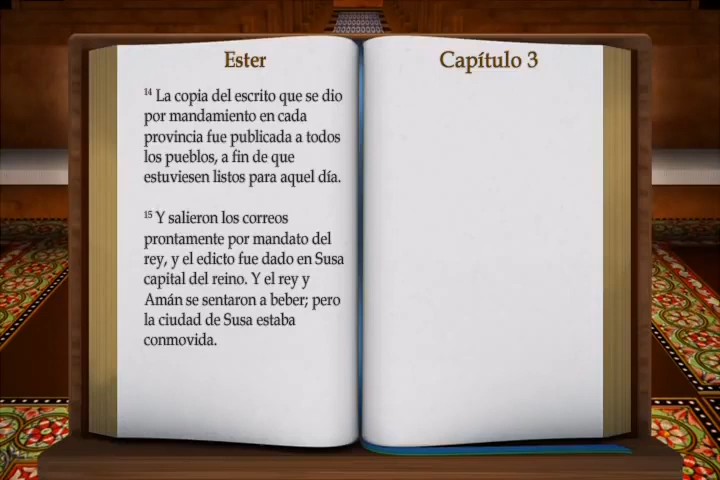 Ester
14 La copia del escrito que se dio
por mandamiento en cada
provincia fue publicada a todos
los pueblos, a fin de que
estuviesen listos para aquel día.
15 Y salieron los correos
prontamente por mandato del
rey, y el edicto fue dado en Susa
capital del reino. Y el rey y
Amán se sentaron a beber; pero
la ciudad de Susa estaba
conmovida.
Capítulo 3